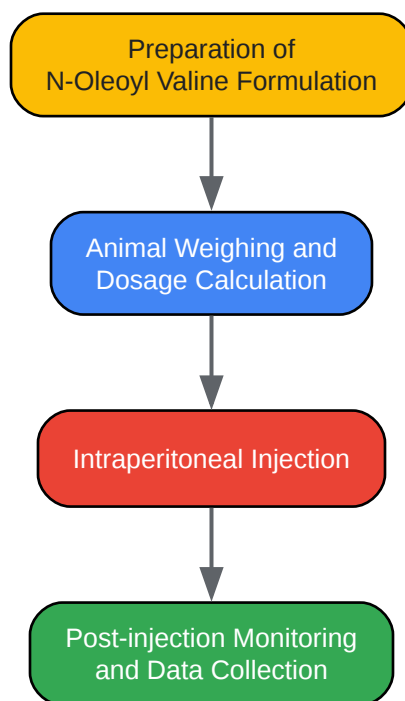 Preparation of
N-Oleoyl Valine Formulation
Animal Weighing and
Dosage Calculation
Intraperitoneal Injection
Post-injection Monitoring
and Data Collection